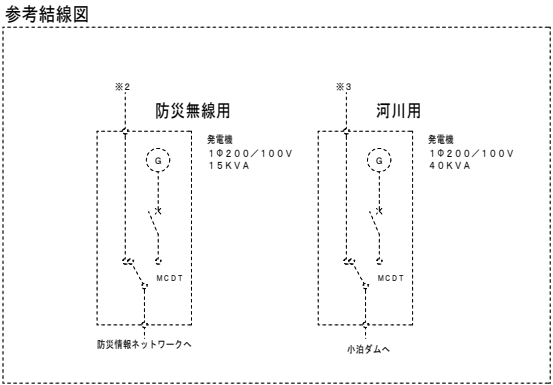 参考結線図
※2
防災無線用
発電機
1Φ200／100V
15KVA
G
MCDT
防災情報ネットワークへ
※3
河川用
発電機
1Φ200／100V
40KVA
G
MCDT
小泊ダムへ